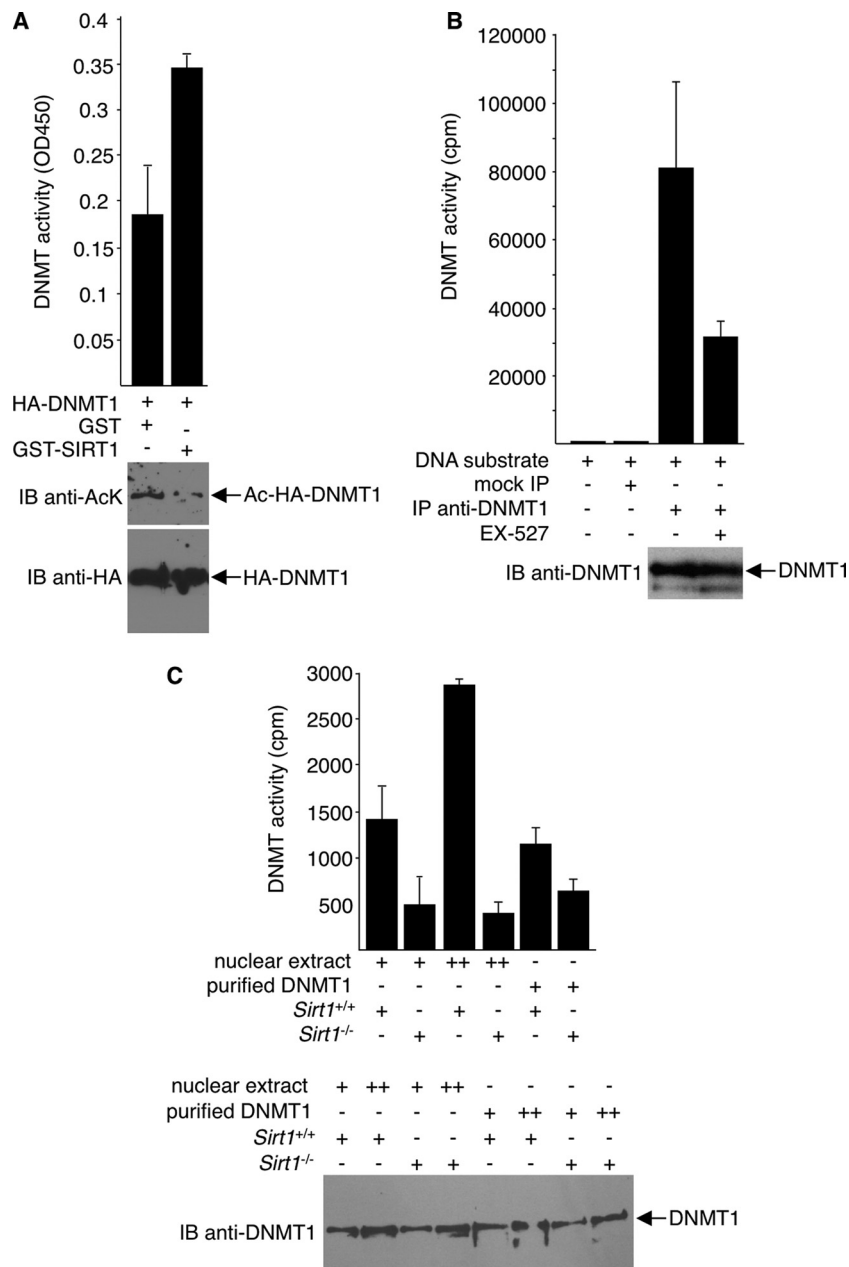 A
DNMT activity (OD450)
0.4
0.35
0.3
0.25
0.2
0.15
0.1
0.05
HA-DNMT1 + +
GST + -
GST-SIRT1 - +
IB anti-AcK Ac-HA-DNMT1
IB anti-HA HA-DNMT1
B
DNMT activity (cpm)
120000
100000
80000
60000
40000
20000
DNA substrate + + + +
mock IP - + - -
IP anti-DNMT1 - - + +
EX-527 - - - +
IB anti-DNMT1 DNMT1
C
DNMT activity (cpm)
3000
2500
2000
1500
1000
500
nuclear extract + + ++ ++ - -
purified DNMT1 - - - - + +
Sirt1+/+ + - + - + -
Sirt1-/- - + - + - +
nuclear extract + ++ + ++ - - - -
purified DNMT1 - - - - + ++ + ++
Sirt1+/+ + + - - + + - -
Sirt1-/- - - + + - - + +
IB anti-DNMT1 DNMT1